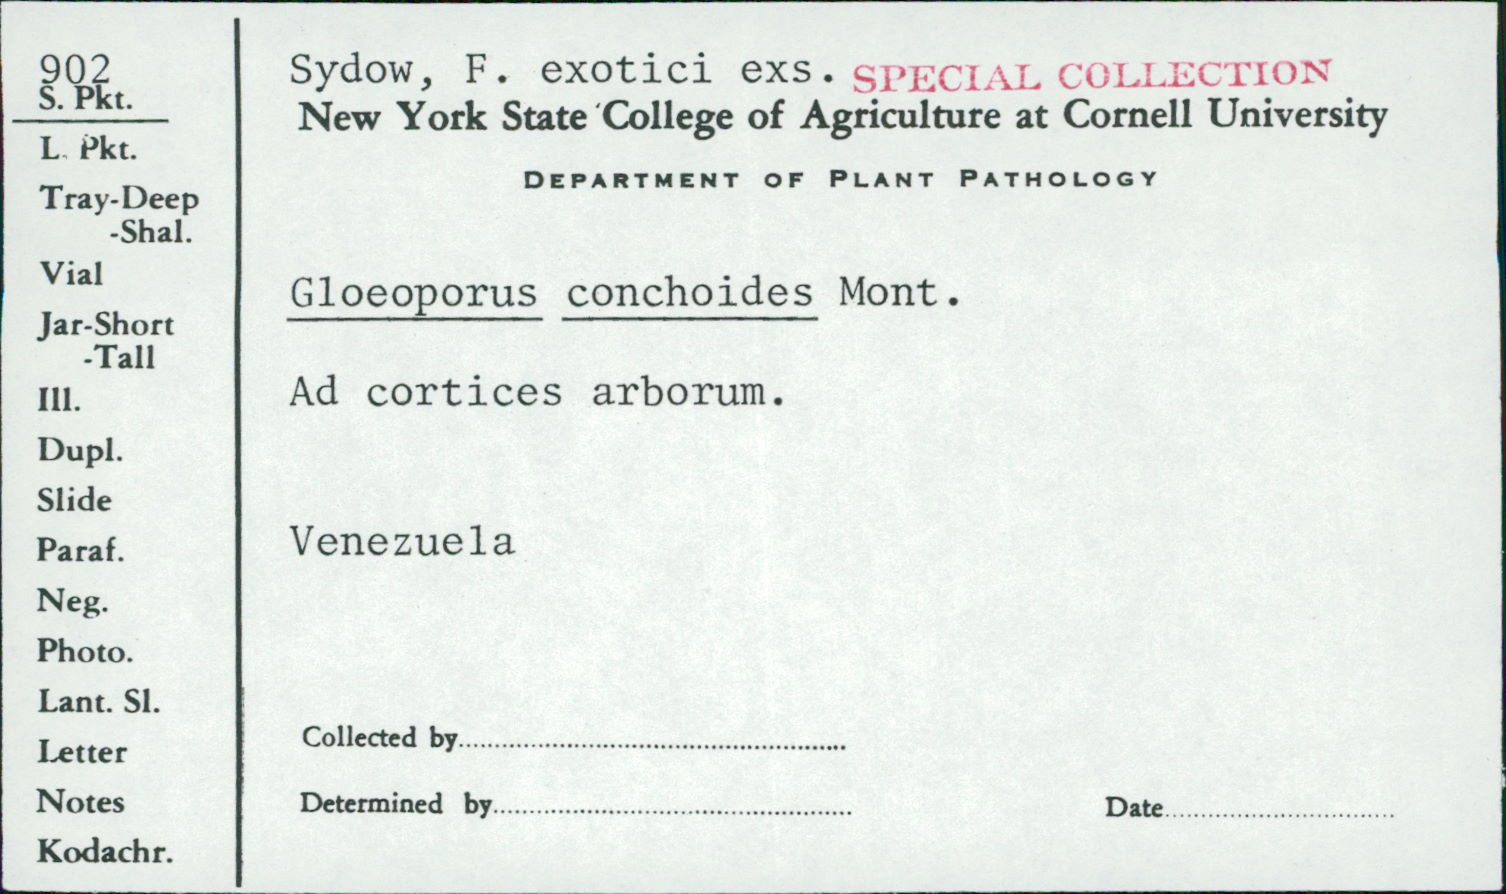 902
S. Pkt.
L. Pkt.
Tray-Deep
-Shal.
Vial
Jar-Short
-Tall
Ill.
Dupl.
Slide
Paraf.
Neg.
Photo.
Lant. Sl.
Letter
Notes
Kodachr.
Sydow, F. exotici exs. SPECIAL COLLECTION
New York State College of Agriculture at Cornell University
DEPARTMENT OF PLANT PATHOLOGY
Gloeoporus conchoides Mont.
Ad cortices arborum.
Venezuela
Collected by
Determined by
Date